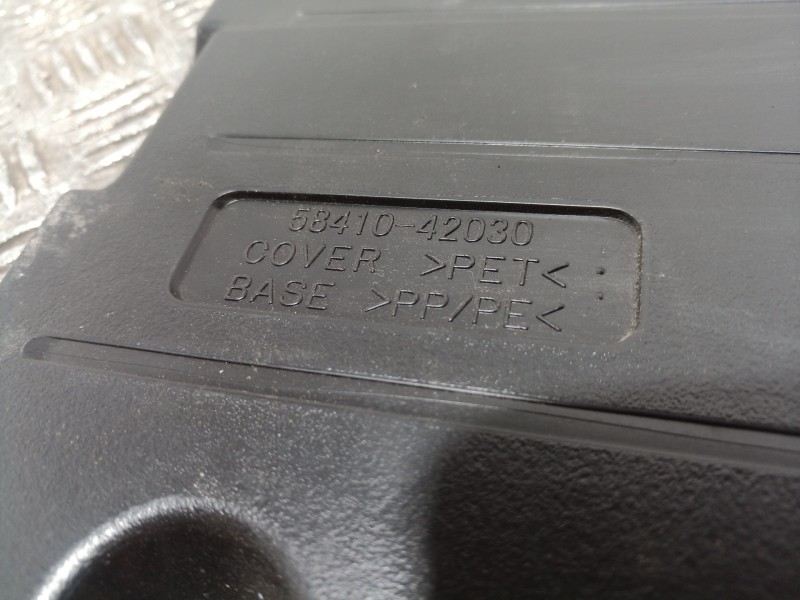 58410-42030
COVER >PET< :
BASE >PP/PE<